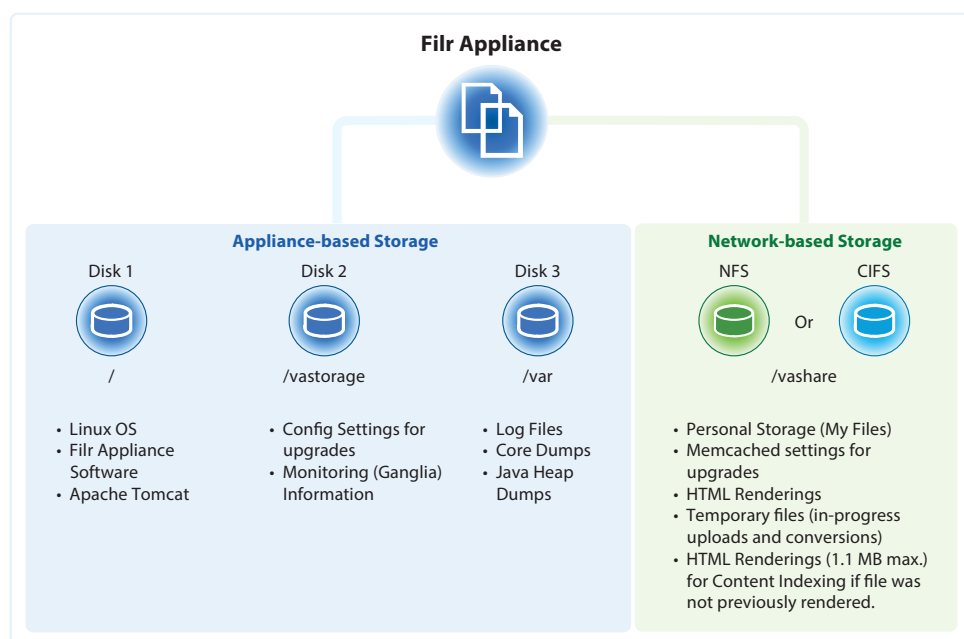 Filr Appliance
Appliance-based Storage
Disk 1
Disk 2
Disk 3
/
/vastorage
/var
• Linux OS
• Filr Appliance
Software
• Apache Tomcat
• Config Settings for
upgrades
• Monitoring (Ganglia)
Information
• Log Files
• Core Dumps
• Java Heap
Dumps
Network-based Storage
NFS
Or
CIFS
/vashare
• Personal Storage (My Files)
• Memcached settings for
upgrades
• HTML Renderings
• Temporary files (in-progress
uploads and conversions)
• HTML Renderings (1.1 MB max.)
for Content Indexing if file was
not previously rendered.